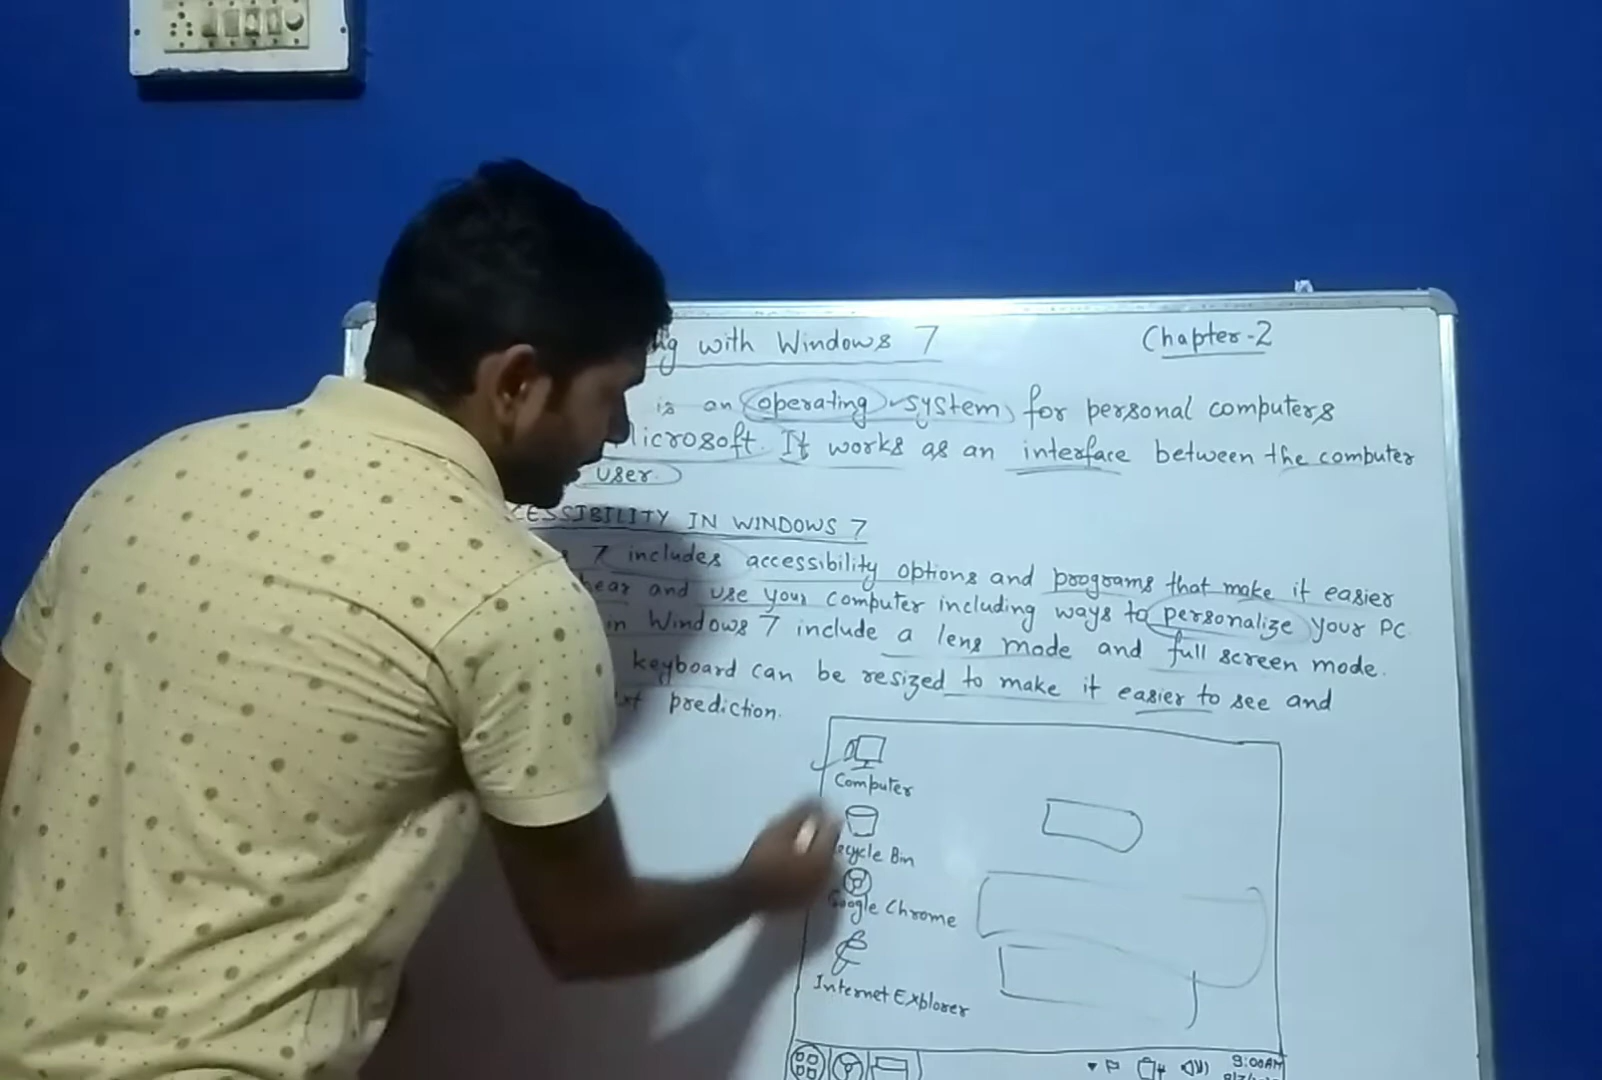 with Windows 7 Chapter-2
is an operating system for personal computers
Microsoft. It works as an interface between the computer
user.
CESSIBILITY IN WINDOWS 7
7 includes accessibility options and programs that make it easier
hear and use your computer including ways to personalize your PC.
in Windows 7 include a lens mode and full screen mode.
keyboard can be resized to make it easier to see and
prediction.
Computer
ecycle Bin
Google Chrome
Internet Explorer
9:00AM